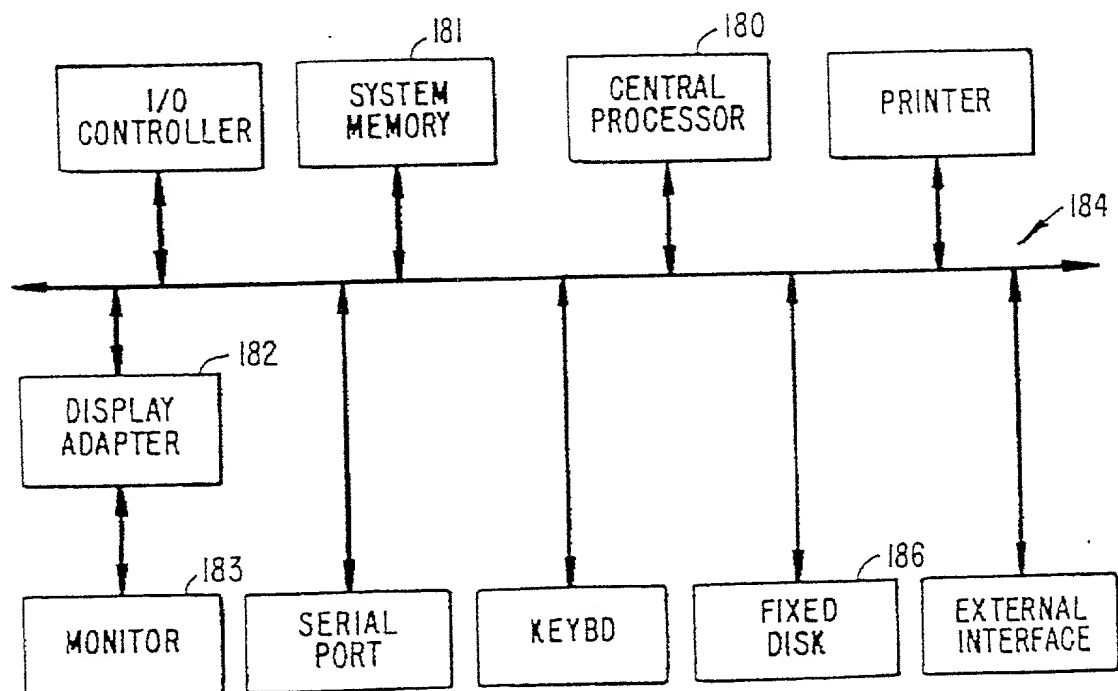 181
180
I/O
CONTROLLER
SYSTEM
MEMORY
CENTRAL
PROCESSOR
PRINTER
184
182
DISPLAY
ADAPTER
183
186
MONITOR
SERIAL
PORT
KEYBD
FIXED
DISK
EXTERNAL
INTERFACE